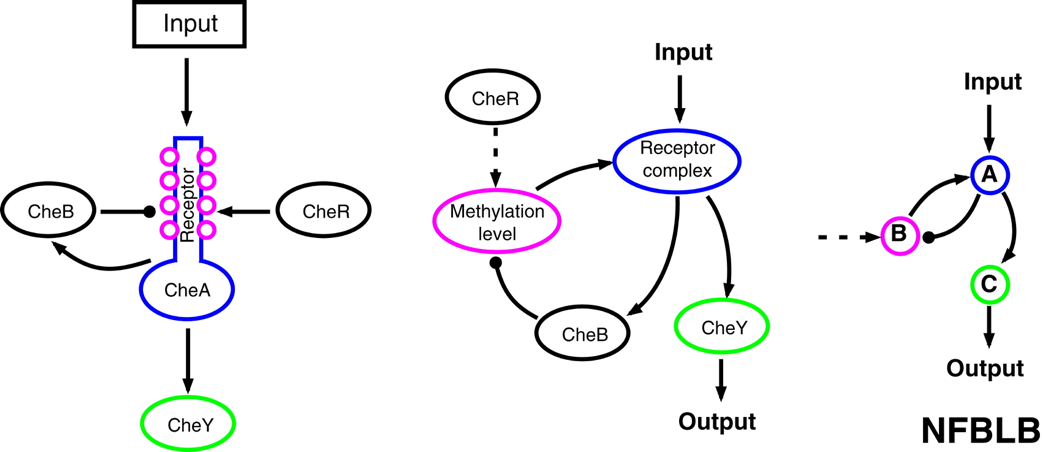 Input
Receptor
CheB
CheR
CheA
CheY
Input
CheR
Receptor
complex
Methylation
level
CheB
CheY
Output
Input
A
B
C
Output
NFBLB